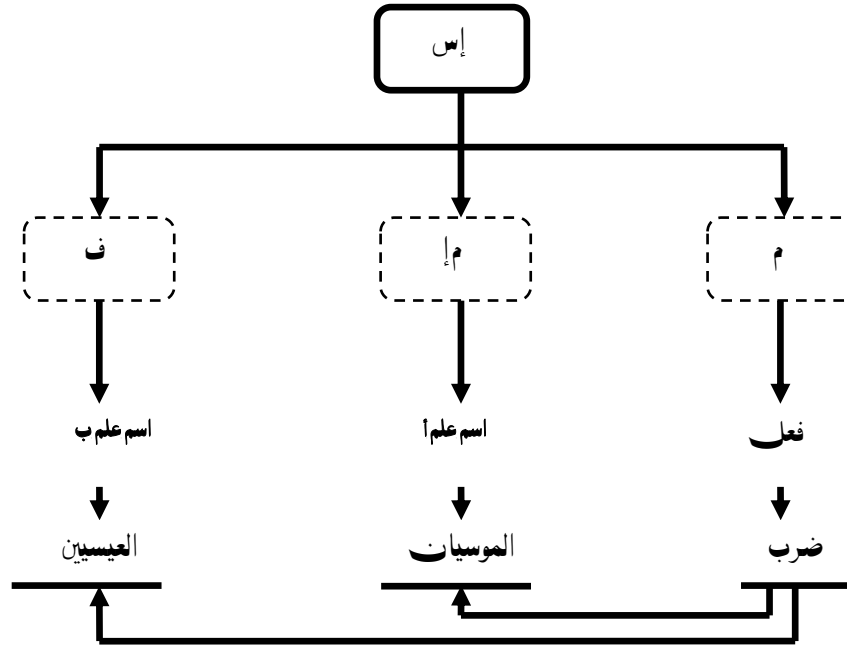 إس
م
م إ
ف
فعل
اسم علم أ
اسم علم ب
ضرب
الموسيان
العيسيين